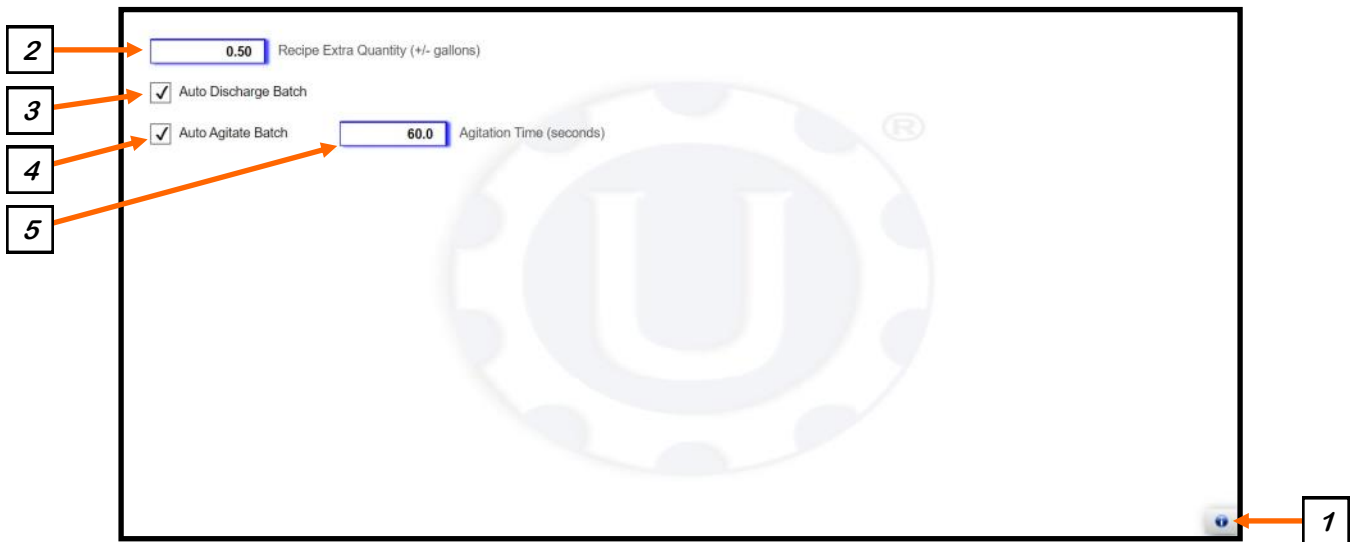 2
0.50 Recipe Extra Quantity (+/- gallons)
3
Auto Discharge Batch
4
Auto Agitate Batch 60.0 Agitation Time (seconds)
5
U ®
1